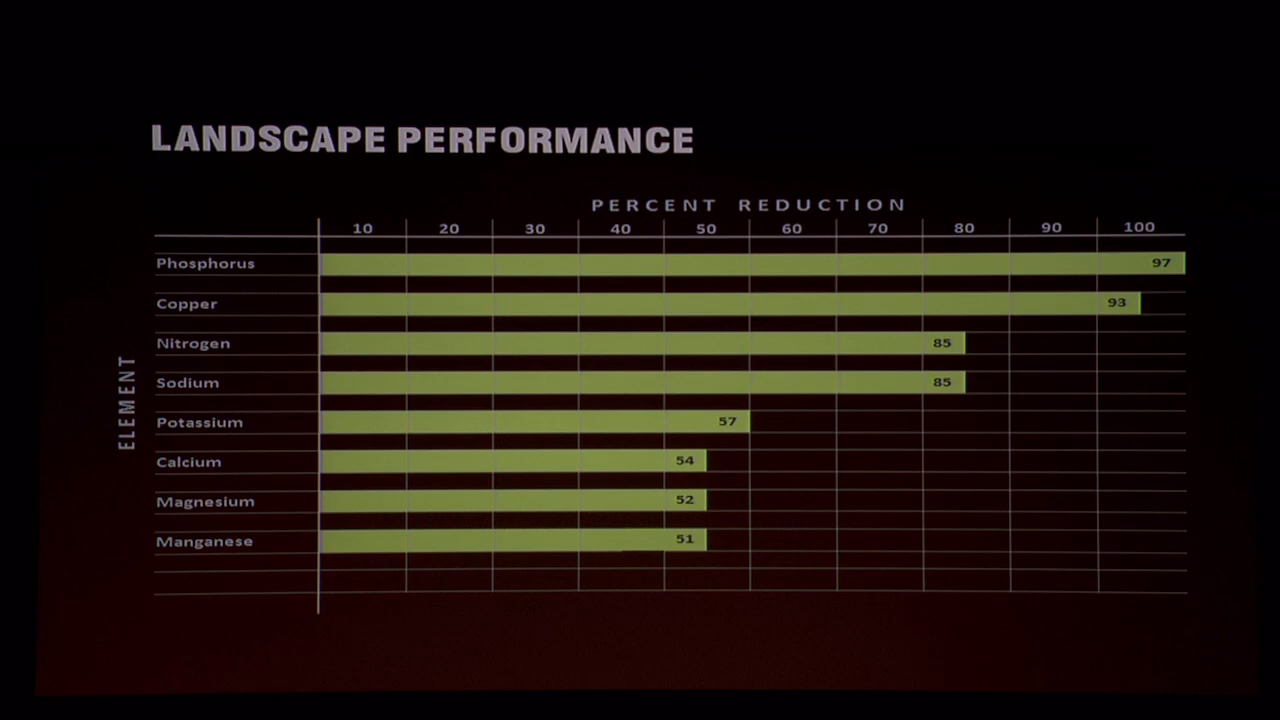 LANDSCAPE PERFORMANCE
PERCENT REDUCTION
10 20 30 40 50 60 70 80 90 100
ELEMENT
Phosphorus 97
Copper 93
Nitrogen 85
Sodium 85
Potassium 57
Calcium 54
Magnesium 52
Manganese 51